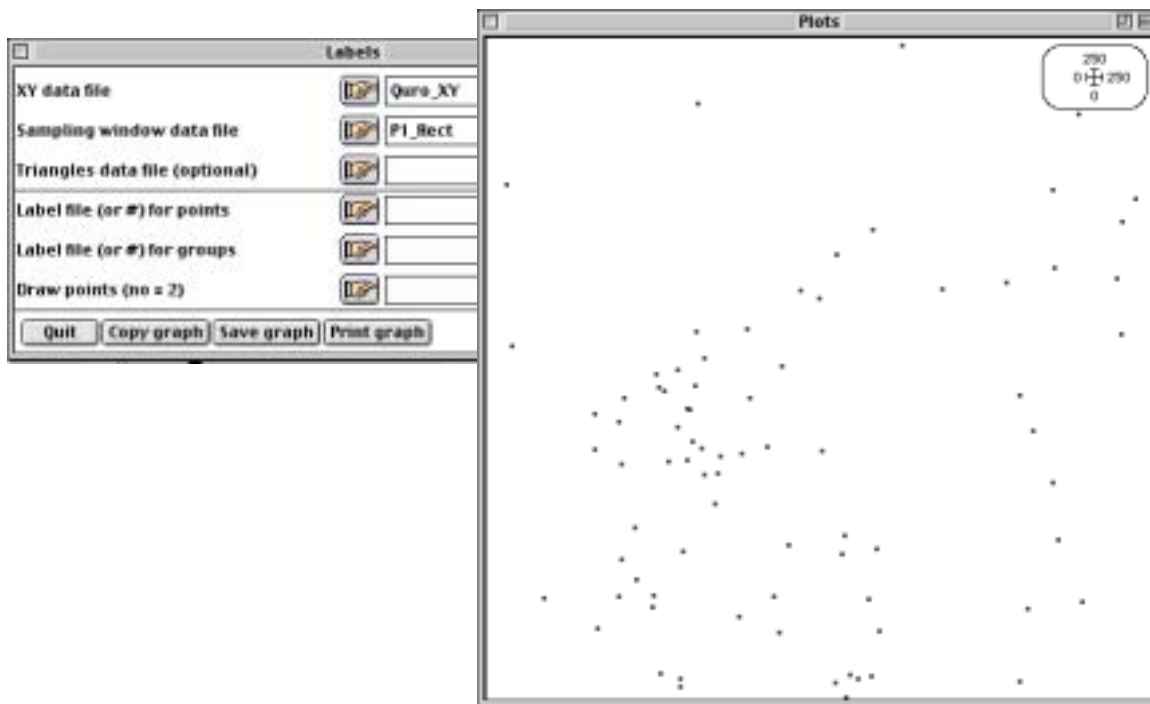 Labels
XY data file
Quro_XY
Sampling window data file
P1_Rect
Triangles data file (optional)
Label file (or #) for points
Label file (or #) for groups
Draw points (no = 2)
Quit Copy graph Save graph Print graph
Plots
250
0 250
0